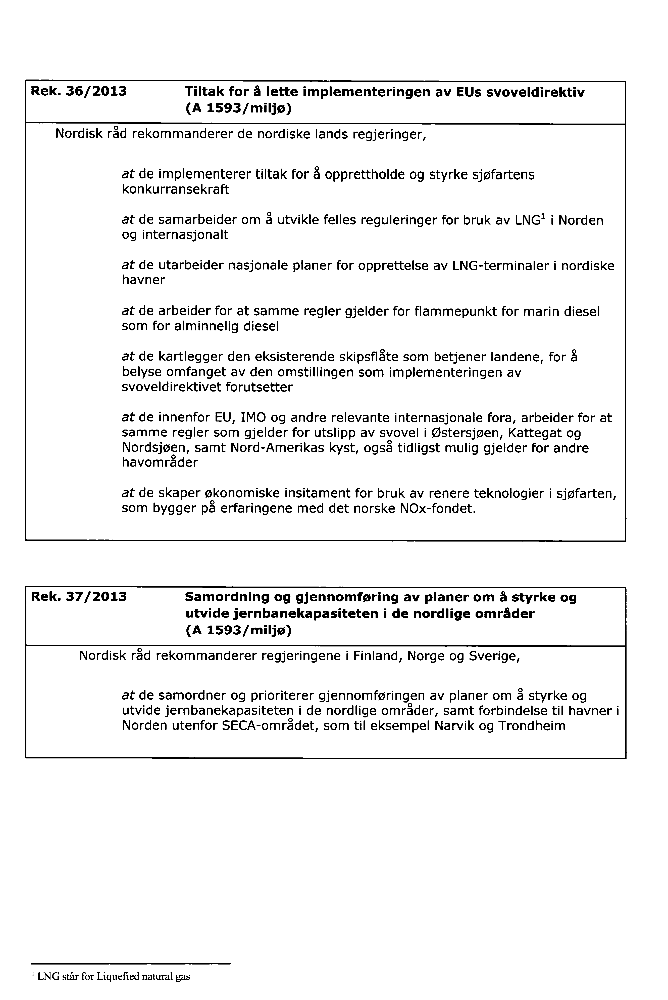 Rek. 36/2013 Tiltak for å lette implementeringen av EUs svoveldirektiv
(A 1593/miljø)
Nordisk råd rekommanderer de nordiske lands regjeringer,
at de implementerer tiltak for å opprettholde og styrke sjøfartens
konkurransekraft
at de samarbeider om å utvikle felles reguleringer for bruk av LNG¹ i Norden
og internasjonalt
at de utarbeider nasjonale planer for opprettelse av LNG-terminaler i nordiske
havner
at de arbeider for at samme regler gjelder for flammepunkt for marin diesel
som for alminnelig diesel
at de kartlegger den eksisterende skipsflåte som betjener landene, for å
belyse omfanget av den omstillingen som implementeringen av
svoveldirektivet forutsetter
at de innenfor EU, IMO og andre relevante internasjonale fora, arbeider for at
samme regler som gjelder for utslipp av svovel i Østersjøen, Kattegat og
Nordsjøen, samt Nord-Amerikas kyst, også tidligst mulig gjelder for andre
havområder
at de skaper økonomiske insitament for bruk av renere teknologier i sjøfarten,
som bygger på erfaringene med det norske NOx-fondet.
Rek. 37/2013 Samordning og gjennomføring av planer om å styrke og
utvide jernbanekapasiteten i de nordlige områder
(A 1593/miljø)
Nordisk råd rekommanderer regjeringene i Finland, Norge og Sverige,
at de samordner og prioriterer gjennomføringen av planer om å styrke og
utvide jernbanekapasiteten i de nordlige områder, samt forbindelse til havner i
Norden utenfor SECA-området, som til eksempel Narvik og Trondheim
¹ LNG står for Liquefied natural gas